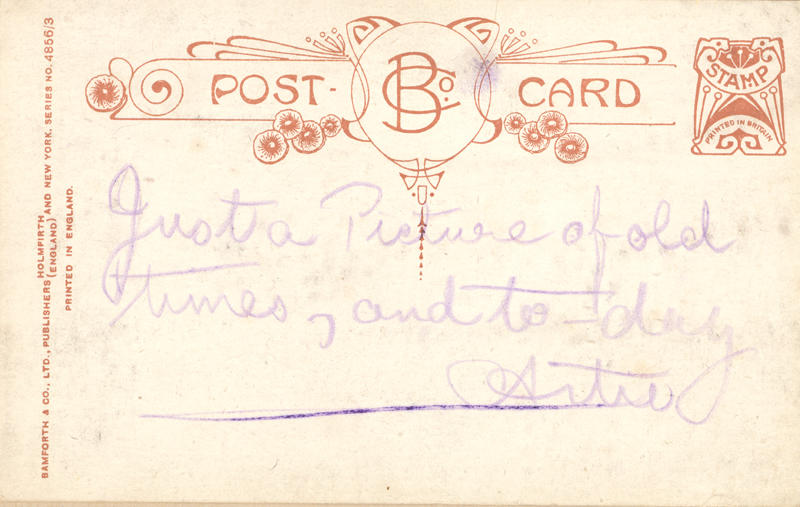 POST-CARD
BCo.
STAMP
PRINTED IN BRITAIN
Just a Picture of old
times, and to-day
Artie
BAMFORTH & CO., LTD., PUBLISHERS HOLMFIRTH (ENGLAND) AND NEW YORK. SERIES NO. 4856/3
PRINTED IN ENGLAND.